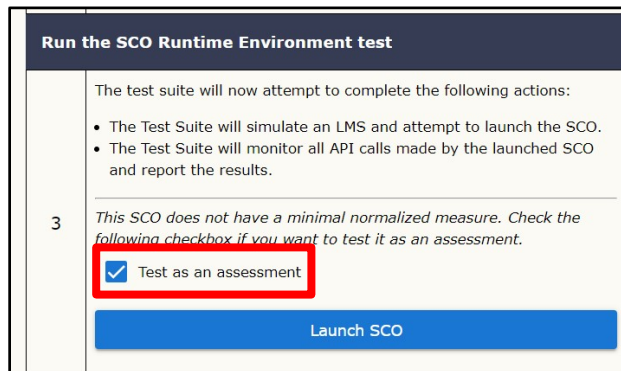 Run the SCO Runtime Environment test
The test suite will now attempt to complete the following actions:
• The Test Suite will simulate an LMS and attempt to launch the SCO.
• The Test Suite will monitor all API calls made by the launched SCO
and report the results.
3
This SCO does not have a minimal normalized measure. Check the
following checkbox if you want to test it as an assessment.
Test as an assessment
Launch SCO